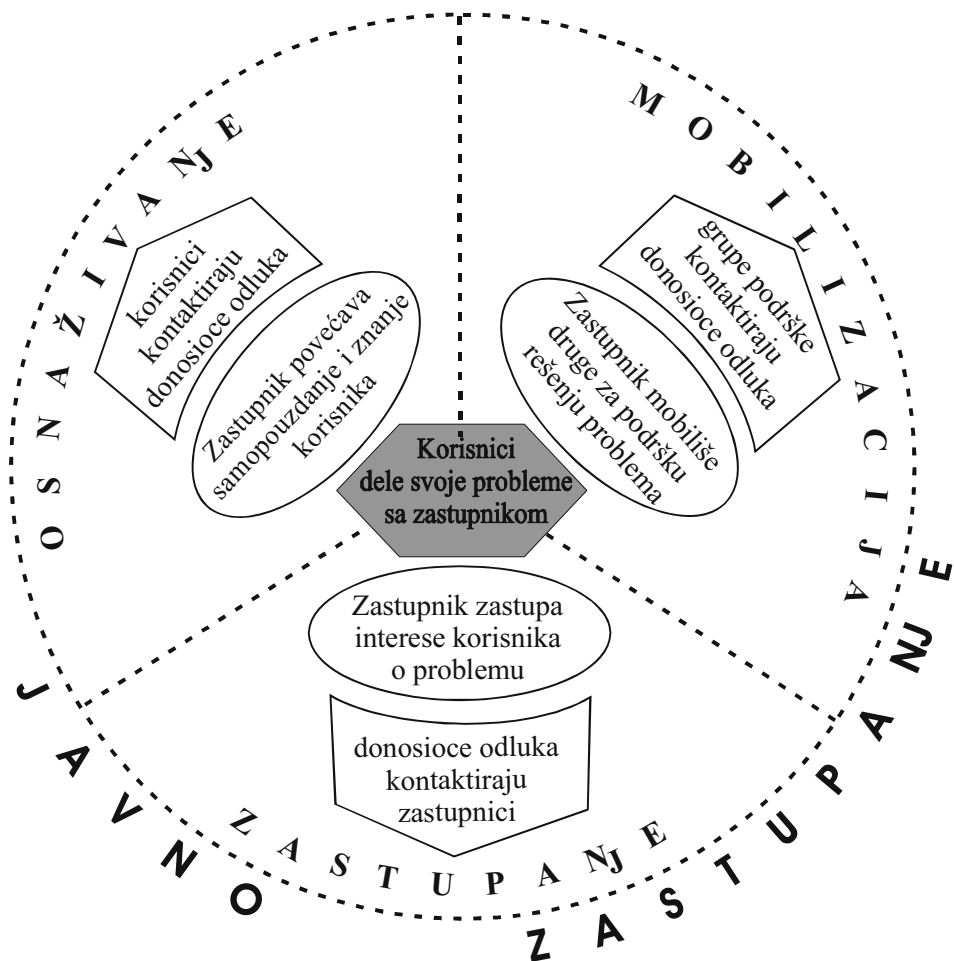 OSNAŽIVANJE
MOBILIZACIJA
korisnici
kontaktiraju
donosioce odluka
Zastupnik povećava
samopouzdanje i znanje
korisnika
grupe podrške
kontaktiraju
donosioce odluka
Zastupnik mobiliše
druge za podršku
rešenju problema
Korisnici
dele svoje probleme
sa zastupnikom
Zastupnik zastupa
interese korisnika
o problemu
donosioce odluka
kontaktiraju
zastupnici
ZASTUPANJE
JAVNO ZASTUPANJE